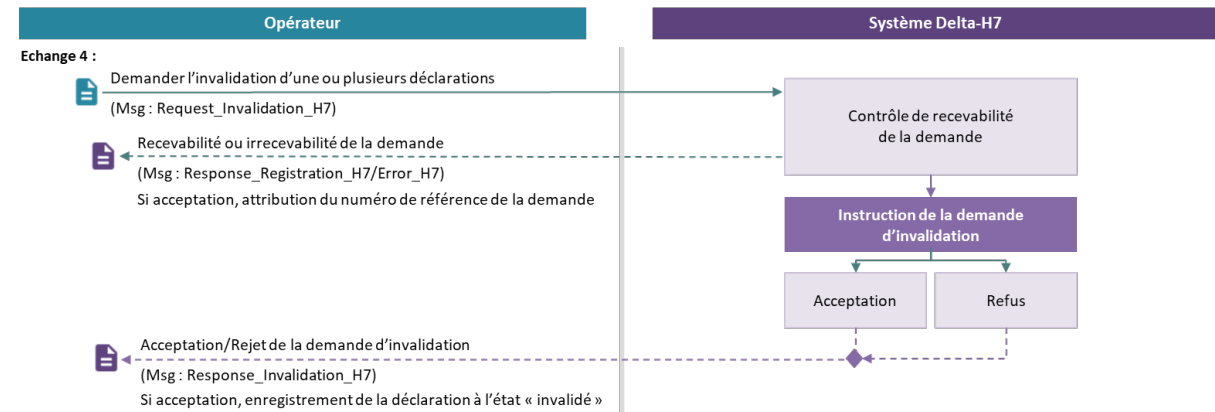 Opérateur
Système Delta-H7
Echange 4 :
Demander l’invalidation d’une ou plusieurs déclarations
(Msg : Request_Invalidation_H7)
Contrôle de recevabilité
de la demande
Recevabilité ou irrecevabilité de la demande
(Msg : Response_Registration_H7/Error_H7)
Si acceptation, attribution du numéro de référence de la demande
Instruction de la demande
d’invalidation
Acceptation
Refus
Acceptation/Rejet de la demande d’invalidation
(Msg : Response_Invalidation_H7)
Si acceptation, enregistrement de la déclaration à l’état « invalidé »